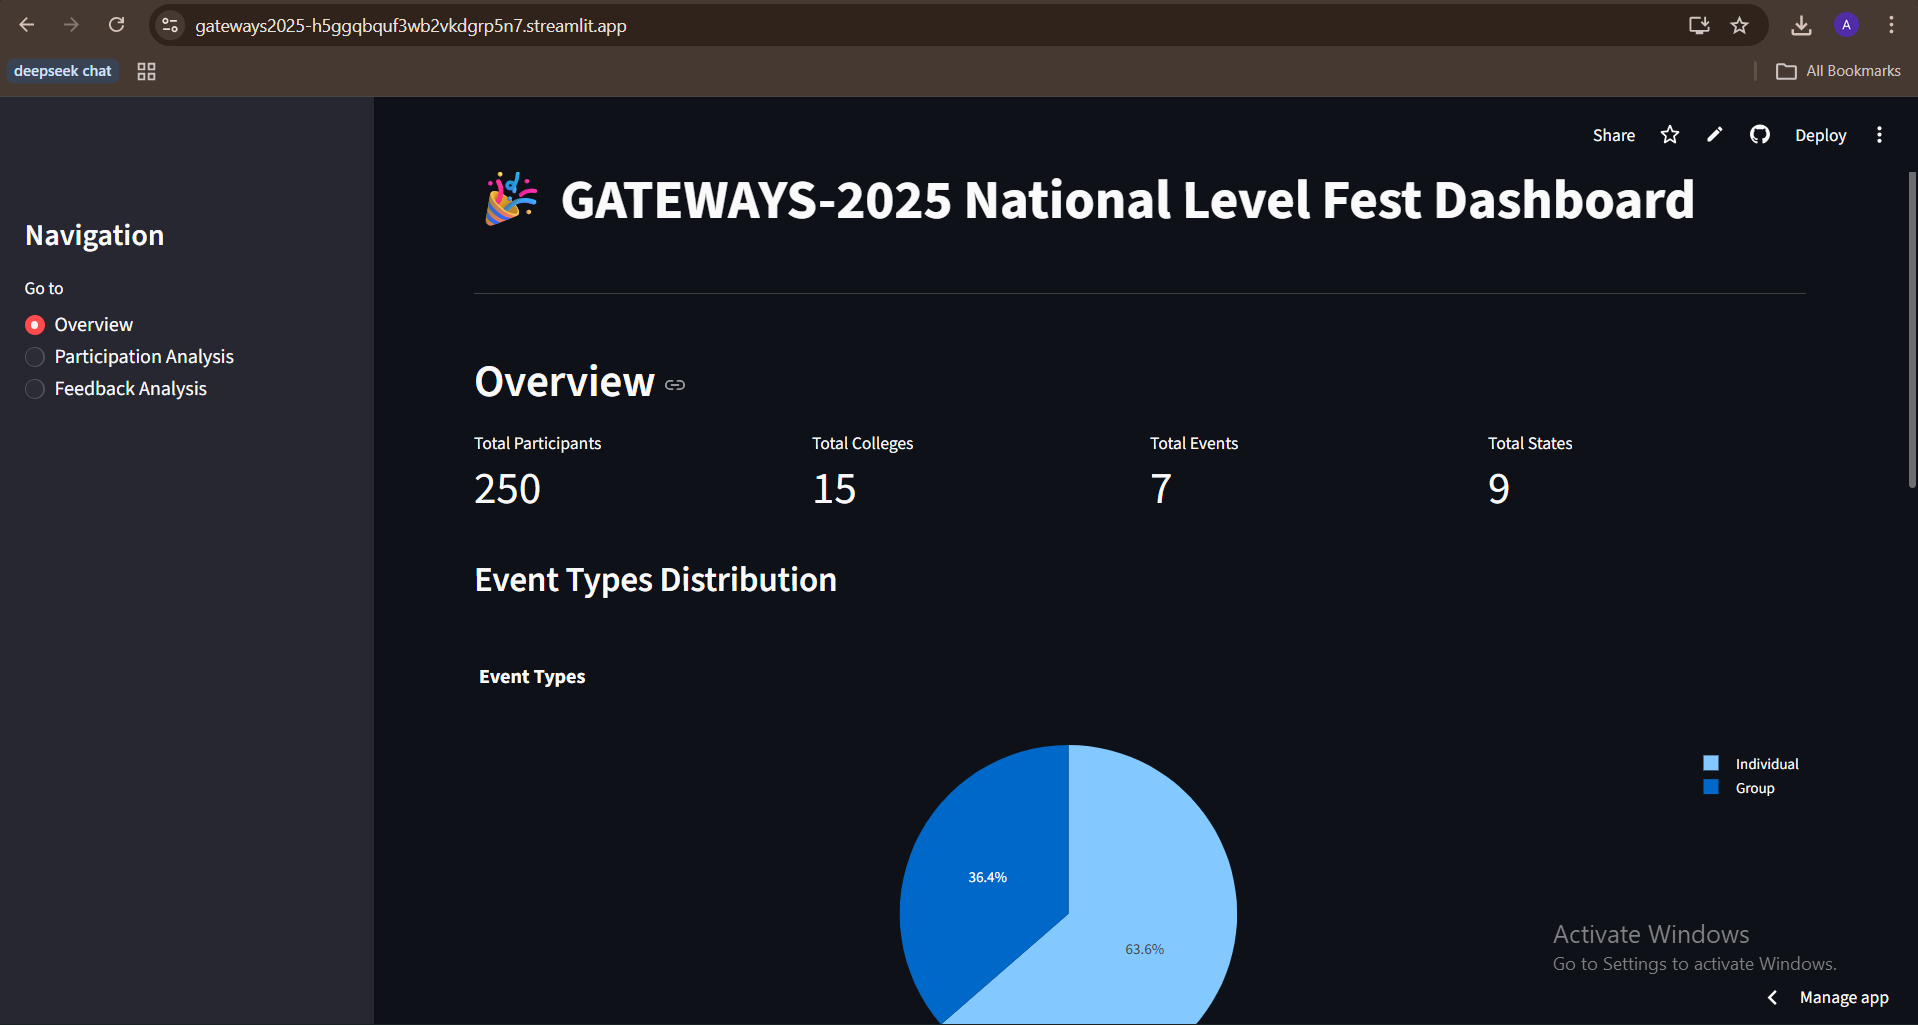 gateways2025-h5ggqbquf3wb2vkdgrp5n7.streamlit.app
A
deepseek chat
All Bookmarks
Share
Deploy
GATEWAYS-2025 National Level Fest Dashboard
Navigation
Go to
Overview
Participation Analysis
Feedback Analysis
Overview
Total Participants
250
Total Colleges
15
Total Events
7
Total States
9
Event Types Distribution
Event Types
Individual
Group
36.4%
63.6%
Activate Windows
Go to Settings to activate Windows.
Manage app